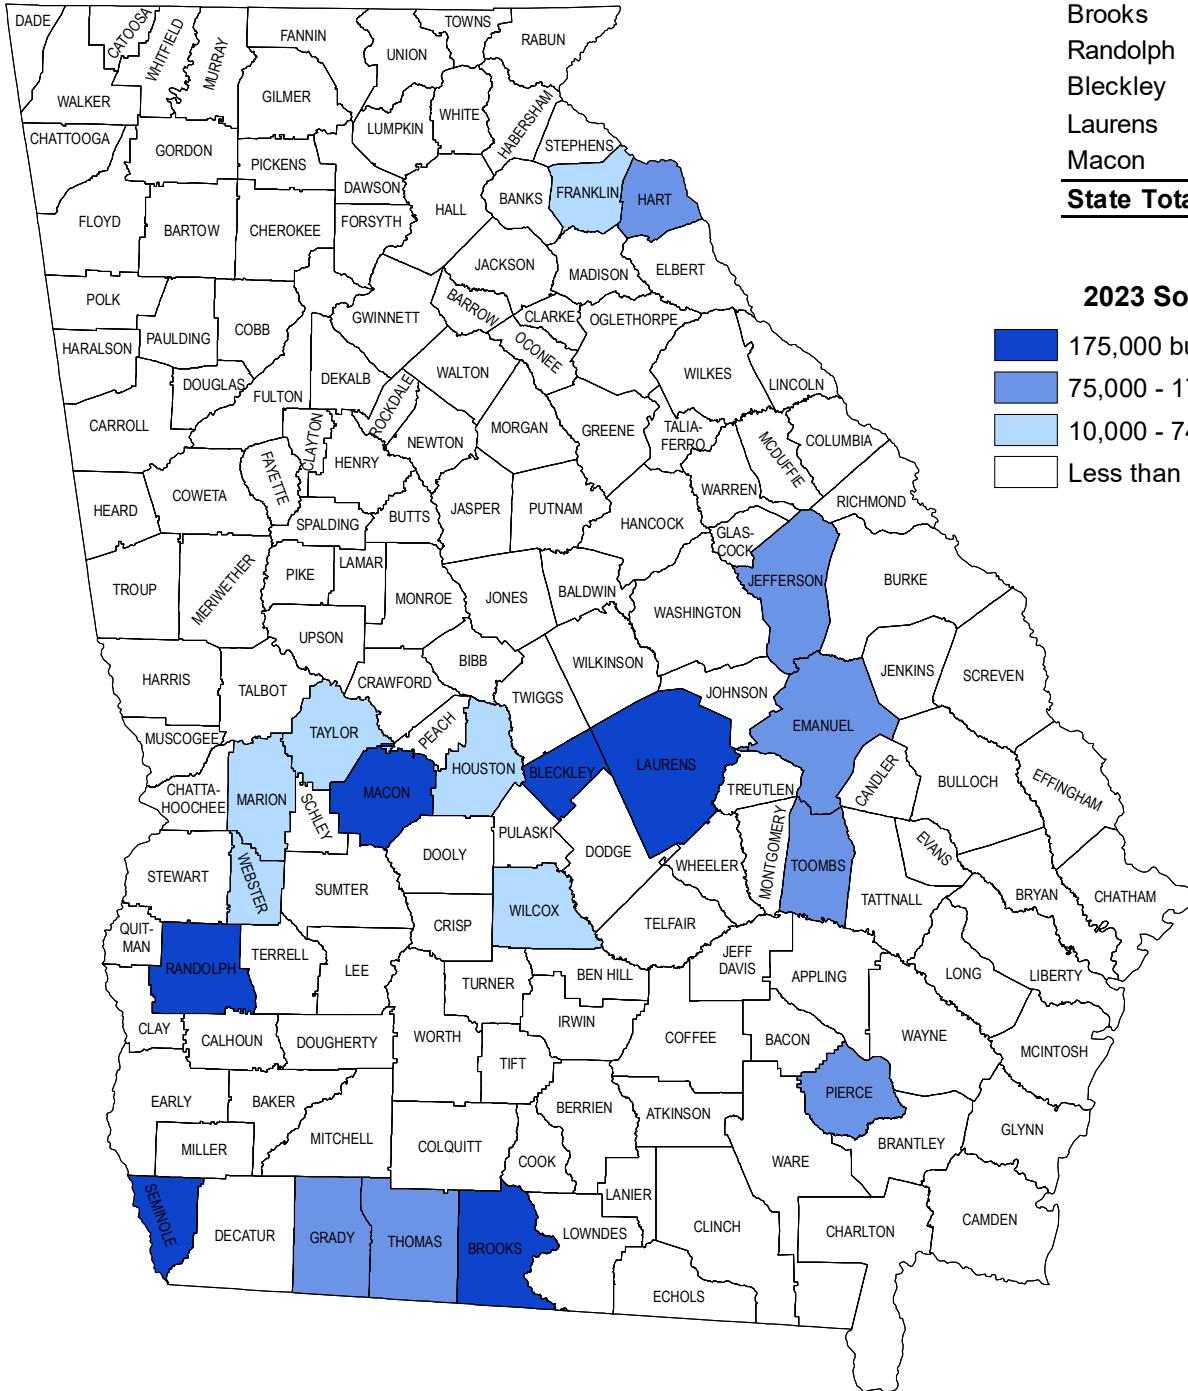 Brooks
Randolph
Bleckley
Laurens
Macon
State Tota
2023 So
175,000 bu
75,000 - 17
10,000 - 74
Less than
DADE
CATOOSA
WHITFIELD
MURRAY
FANNIN
UNION
TOWNS
RABUN
WALKER
GILMER
LUMPKIN
WHITE
HABERSHAM
STEPHENS
CHATTOOGA
GORDON
PICKENS
DAWSON
BANKS
FRANKLIN
HART
FLOYD
BARTOW
CHEROKEE
FORSYTH
HALL
JACKSON
MADISON
ELBERT
POLK
PAULDING
COBB
GWINNETT
BARROW
CLARKE
OGLETHORPE
OCONEE
HARALSON
DOUGLAS
FULTON
DEKALB
ROCKDALE
WALTON
WILKES
LINCOLN
CARROLL
CLAYTON
HENRY
NEWTON
MORGAN
GREENE
TALIA-
FERRO
MCDUFFIE
COLUMBIA
FAYETTE
COWETA
HEARD
SPALDING
BUTTS
JASPER
PUTNAM
HANCOCK
WARREN
RICHMOND
GLAS-
COCK
JEFFERSON
BURKE
TROUP
MERIWETHER
PIKE
LAMAR
MONROE
JONES
BALDWIN
WASHINGTON
UPSON
BIBB
WILKINSON
JENKINS
SCREVEN
HARRIS
TALBOT
CRAWFORD
TWIGGS
JOHNSON
EMANUEL
MUSCOGEE
TAYLOR
PEACH
HOUSTON
BLECKLEY
LAURENS
TREUTLEN
CANDLER
BULLOCH
EFFINGHAM
CHATTA-
HOOCHEE
MARION
SCHLEY
MACON
PULASKI
DODGE
WHEELER
MONTGOMERY
TOOMBS
EVANS
TATTNALL
BRYAN
CHATHAM
STEWART
WEBSTER
SUMTER
DOOLY
WILCOX
CRISP
TELFAIR
QUIT-
MAN
RANDOLPH
TERRELL
LEE
TURNER
BEN HILL
JEFF
DAVIS
APPLING
LONG
LIBERTY
CLAY
CALHOUN
DOUGHERTY
WORTH
TIFT
IRWIN
COFFEE
BACON
WAYNE
MCINTOSH
EARLY
BAKER
MITCHELL
MILLER
COLQUITT
COOK
BERRIEN
ATKINSON
PIERCE
BRANTLEY
GLYNN
WARE
SEMINOLE
DECATUR
GRADY
THOMAS
BROOKS
LOWNDES
LANIER
CLINCH
ECHOLS
CHARLTON
CAMDEN